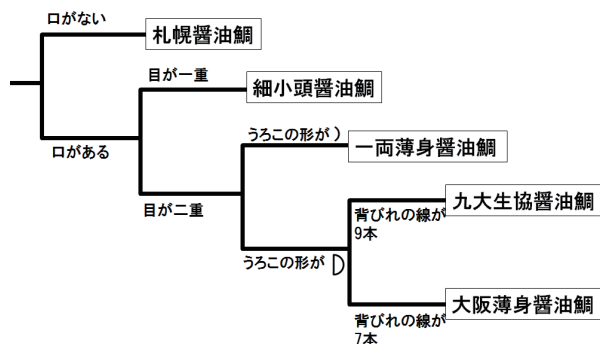 口がない
札幌醤油鯛
目が一重
細小頭醤油鯛
口がある
うろこの形が )
一両薄身醤油鯛
目が二重
九大生協醤油鯛
背びれの線が
9本
うろこの形が D
大阪薄身醤油鯛
背びれの線が
7本